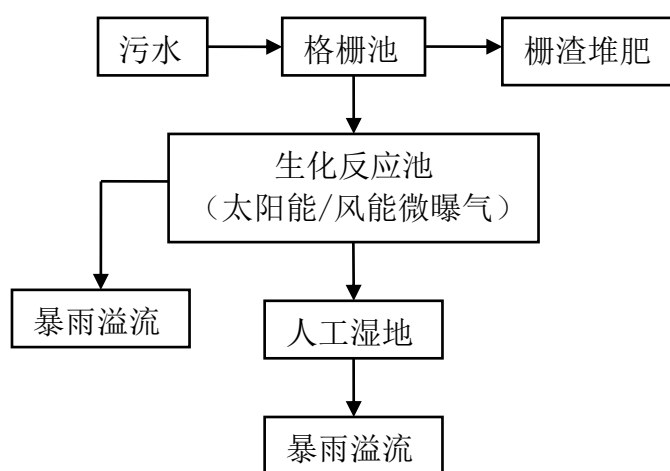 污水
格栅池
栅渣堆肥
生化反应池
（太阳能/风能微曝气）
暴雨溢流
人工湿地
暴雨溢流